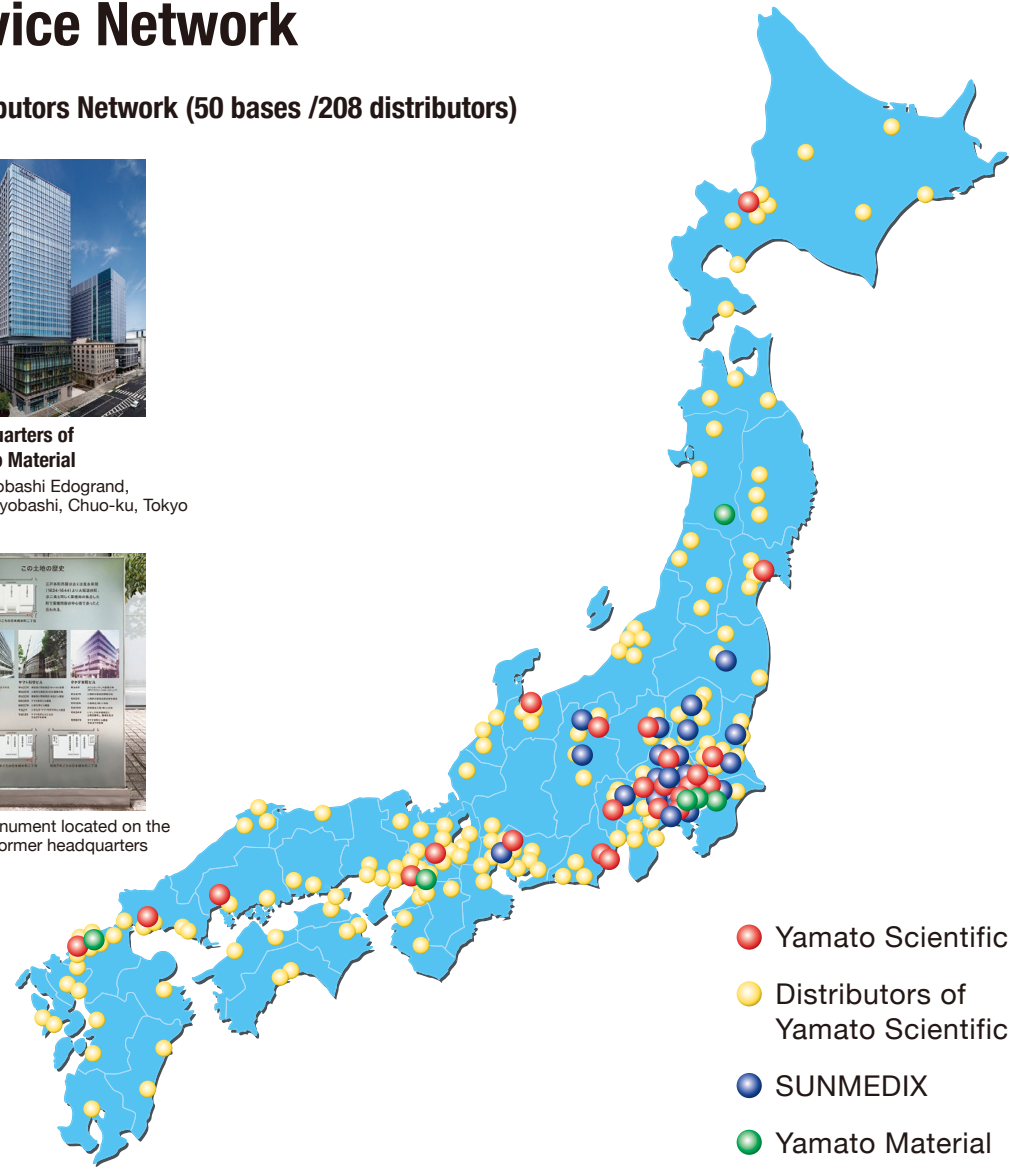 vice Network
butors Network (50 bases /208 distributors)
uarters of
o Material
obashi Edogrand,
yobashi, Chuo-ku, Tokyo
この土地の歴史
nument located on the
ormer headquarters
Yamato Scientific
Distributors of
Yamato Scientific
SUNMEDIX
Yamato Material